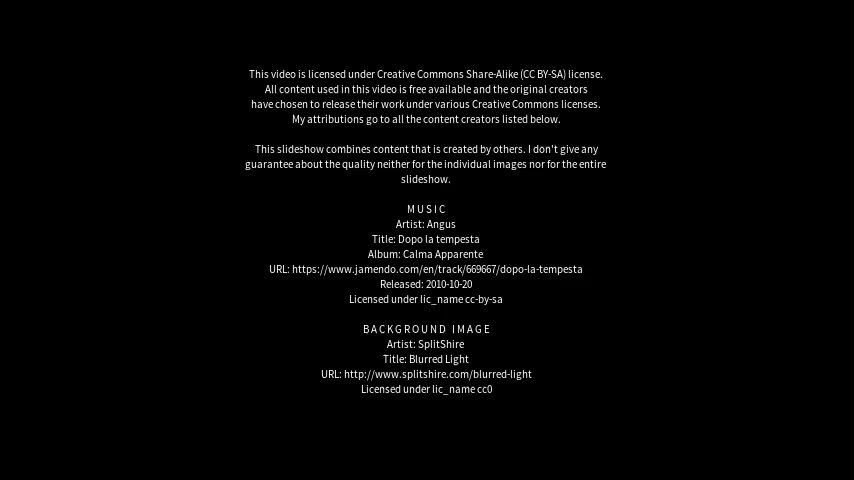 This video is licensed under Creative Commons Share-Alike (CC BY-SA) license.
All content used in this video is free available and the original creators
have chosen to release their work under various Creative Commons licenses.
My attributions go to all the content creators listed below.
This slideshow combines content that is created by others. I don't give any
guarantee about the quality neither for the individual images nor for the entire
slideshow.
MUSIC
Artist: Angus
Title: Dopo la tempesta
Album: Calma Apparente
URL: https://www.jamendo.com/en/track/669667/dopo-la-tempesta
Released: 2010-10-20
Licensed under lic_name cc-by-sa
BACKGROUND IMAGE
Artist: SplitShire
Title: Blurred Light
URL: http://www.splitshire.com/blurred-light
Licensed under lic_name cc0